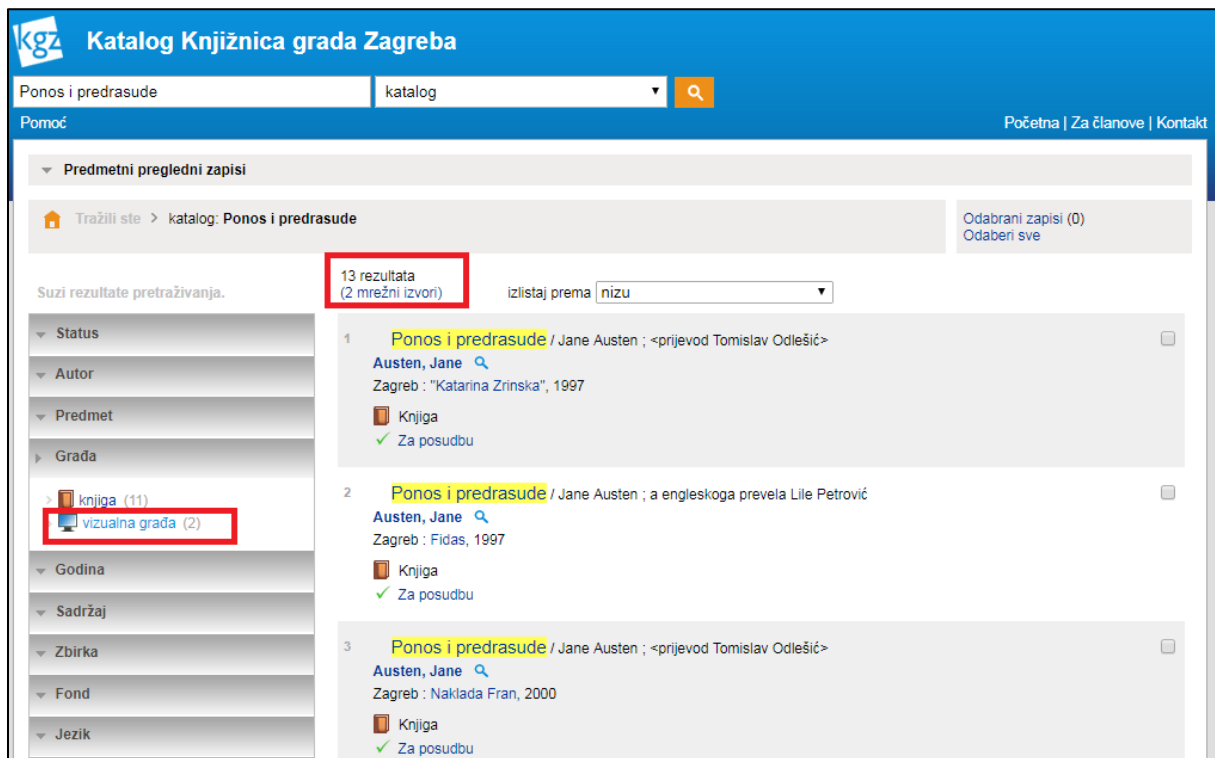 kgz Katalog Knjižnica grada Zagreba
Ponos i predrasude katalog
Pomoć Početna | Za članove | Kontakt
Predmetni pregledni zapisi
Tražili ste > katalog: Ponos i predrasude
Odabrani zapisi (0)
Odaberi sve
13 rezultata
(2 mrežni izvori) izlistaj prema nizu
Suzi rezultate pretraživanja.
Status
Autor
Predmet
Građa
knjiga (11)
vizualna građa (2)
Godina
Sadržaj
Zbirka
Fond
Jezik
1 Ponos i predrasude / Jane Austen ; <prijevod Tomislav Odlešić>
Austen, Jane
Zagreb : "Katarina Zrinska", 1997
Knjiga
Za posudbu
2 Ponos i predrasude / Jane Austen ; a engleskoga prevela Lile Petrović
Austen, Jane
Zagreb : Fidas, 1997
Knjiga
Za posudbu
3 Ponos i predrasude / Jane Austen ; <prijevod Tomislav Odlešić>
Austen, Jane
Zagreb : Naklada Fran, 2000
Knjiga
Za posudbu